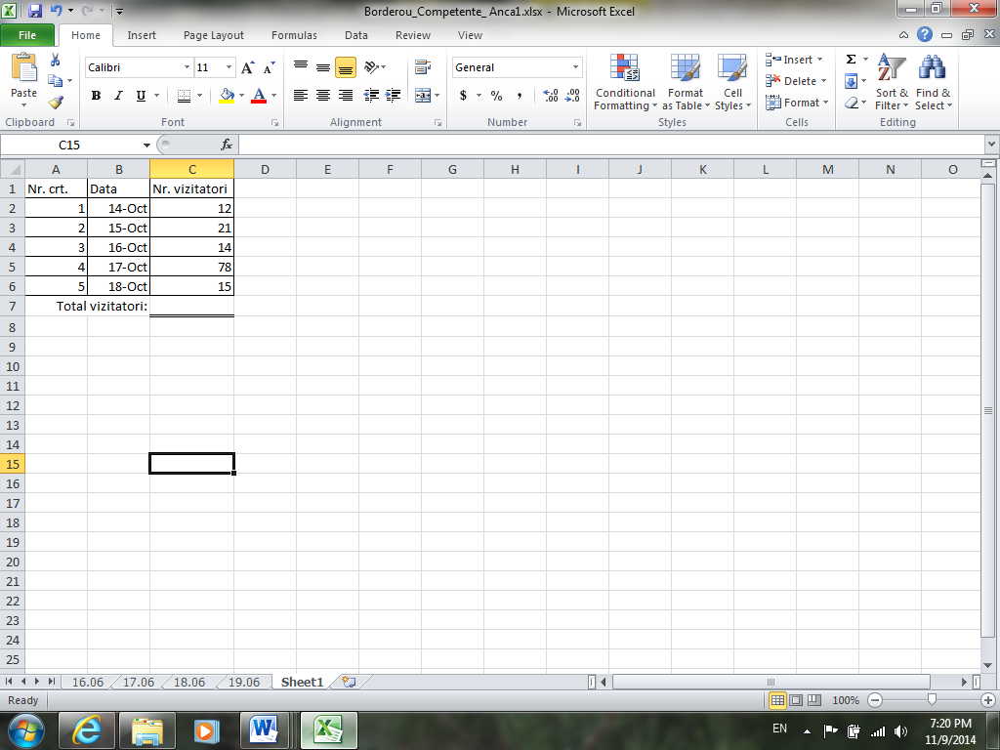 Borderou_Competente_ Anca1.xlsx - Microsoft Excel
File Home Insert Page Layout Formulas Data Review View
Paste
Calibri 11
B I U A
General
$ % ,
Conditional Formatting
Format as Table
Cell Styles
Insert
Delete
Format
Σ
Sort & Filter
Find & Select
Clipboard Font Alignment Number Styles Cells Editing
C15 fx
A B C D E F G H I J K L M N O
1 Nr. crt. Data Nr. vizitatori
2 1 14-Oct 12
3 2 15-Oct 21
4 3 16-Oct 14
5 4 17-Oct 78
6 5 18-Oct 15
7 Total vizitatori:
8
9
10
11
12
13
14
15
16
17
18
19
20
21
22
23
24
25
16.06 17.06 18.06 19.06 Sheet1
Ready 100%
EN 7:20 PM
11/9/2014